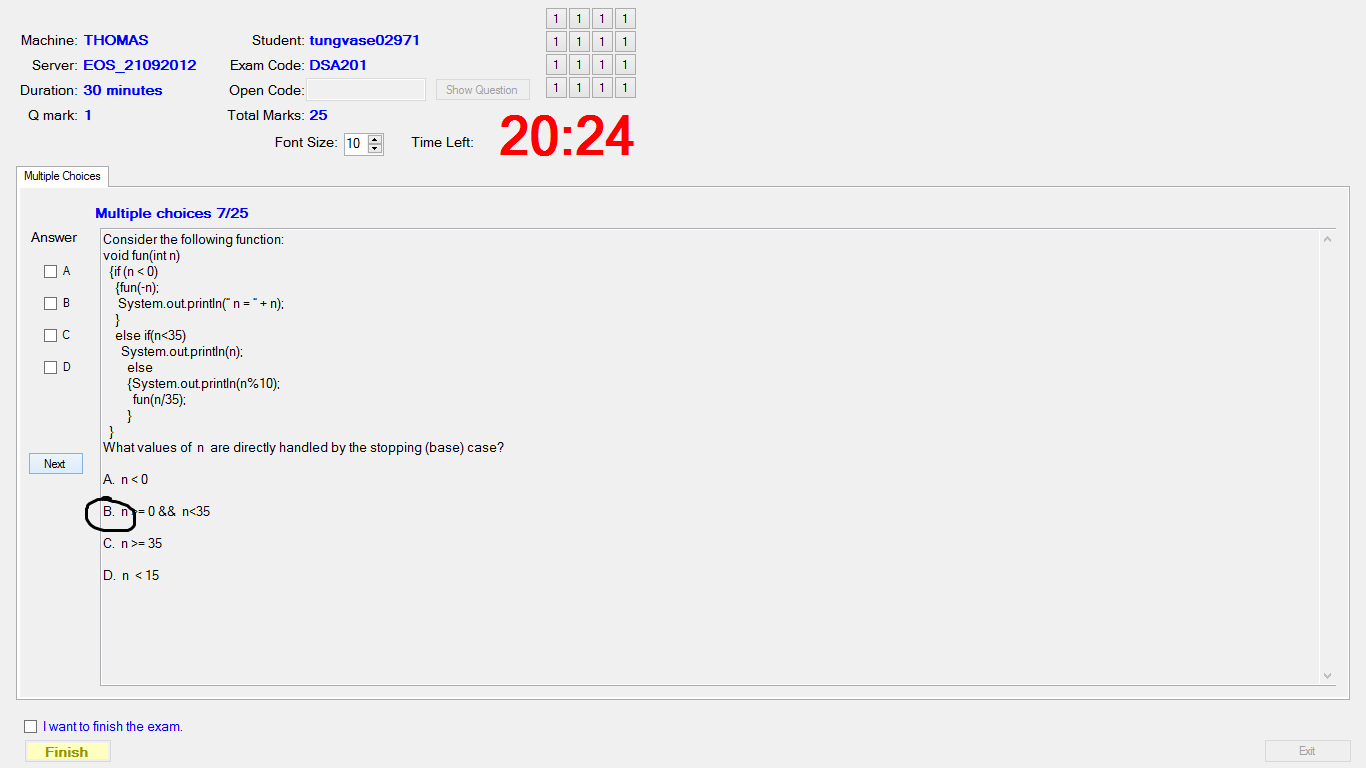 Machine: THOMAS Student: tungvase02971
Server: EOS_21092012 Exam Code: DSA201
Duration: 30 minutes Open Code: Show Question
Q mark: 1 Total Marks: 25
Font Size: 10 Time Left: 20:24
1 1 1 1
1 1 1 1
1 1 1 1
1 1 1 1
Multiple Choices
Multiple choices 7/25
Answer
A
B
C
D
Next
Consider the following function:
void fun(int n)
{if (n < 0)
{fun(-n);
System.out.println(" n = " + n);
}
else if(n<35)
System.out.println(n);
else
{System.out.println(n%10);
fun(n/35);
}
}
What values of n are directly handled by the stopping (base) case?
A. n < 0
B. n >= 0 && n<35
C. n >= 35
D. n < 15
I want to finish the exam.
Finish
Exit